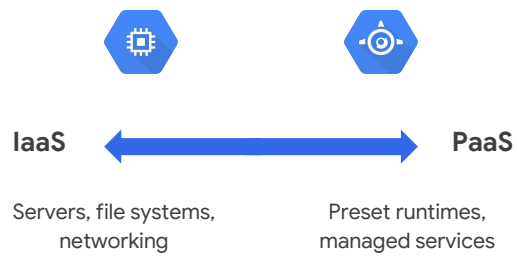 IaaS
PaaS
Servers, file systems,
networking
Preset runtimes,
managed services